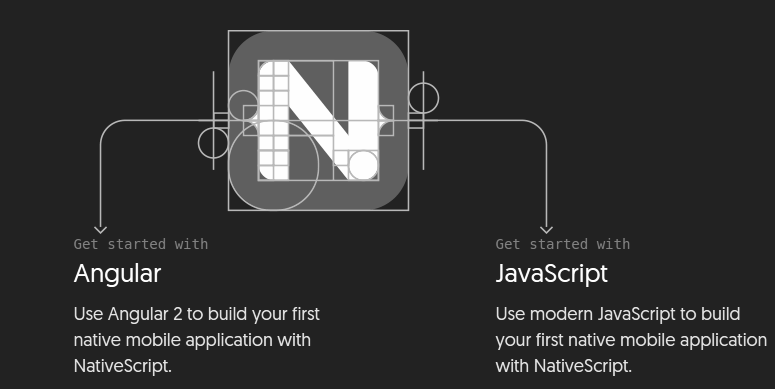 N
Get started with
Angular
Use Angular 2 to build your first
native mobile application with
NativeScript.
Get started with
JavaScript
Use modern JavaScript to build
your first native mobile application
with NativeScript.